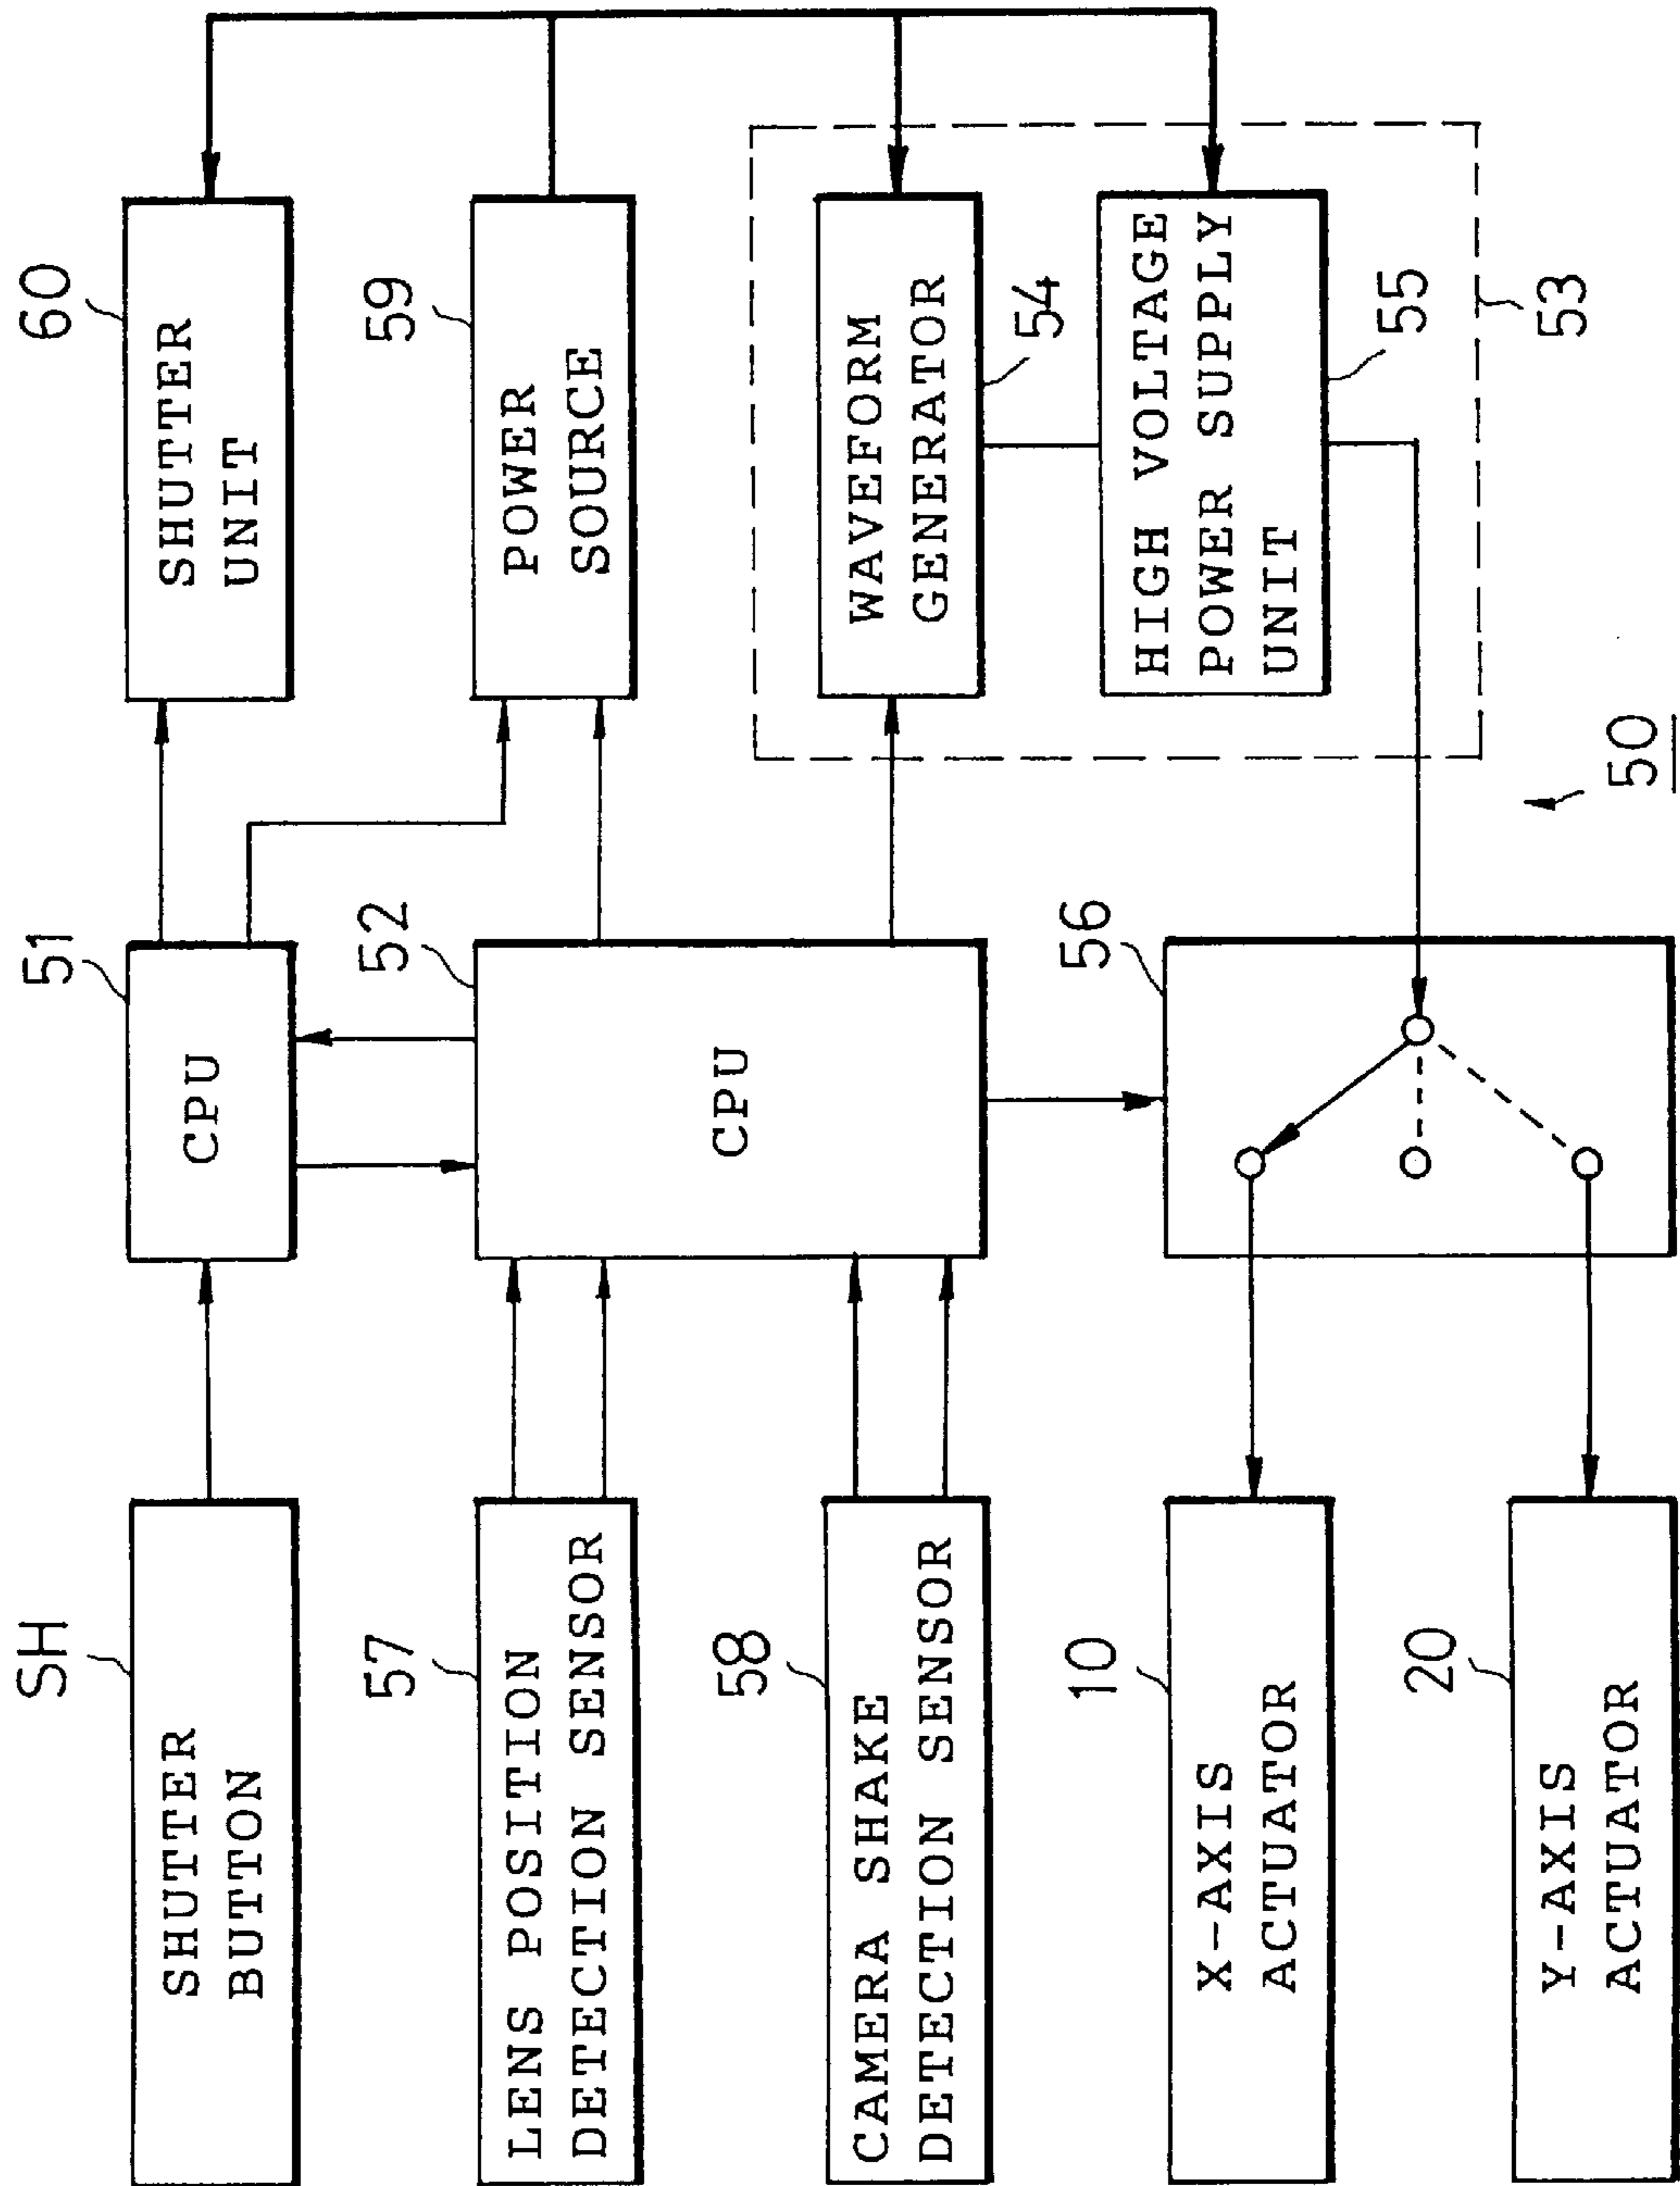 SH
SHUTTER
BUTTON
51
CPU
60
SHUTTER
UNIT
57
LENS POSITION
DETECTION SENSOR
52
CPU
59
POWER
SOURCE
58
CAMERA SHAKE
DETECTION SENSOR
WAVEFORM
GENERATOR
54
10
X-AXIS
ACTUATOR
56
HIGH VOLTAGE
POWER SUPPLY
UNIT
55
20
Y-AXIS
ACTUATOR
53
50